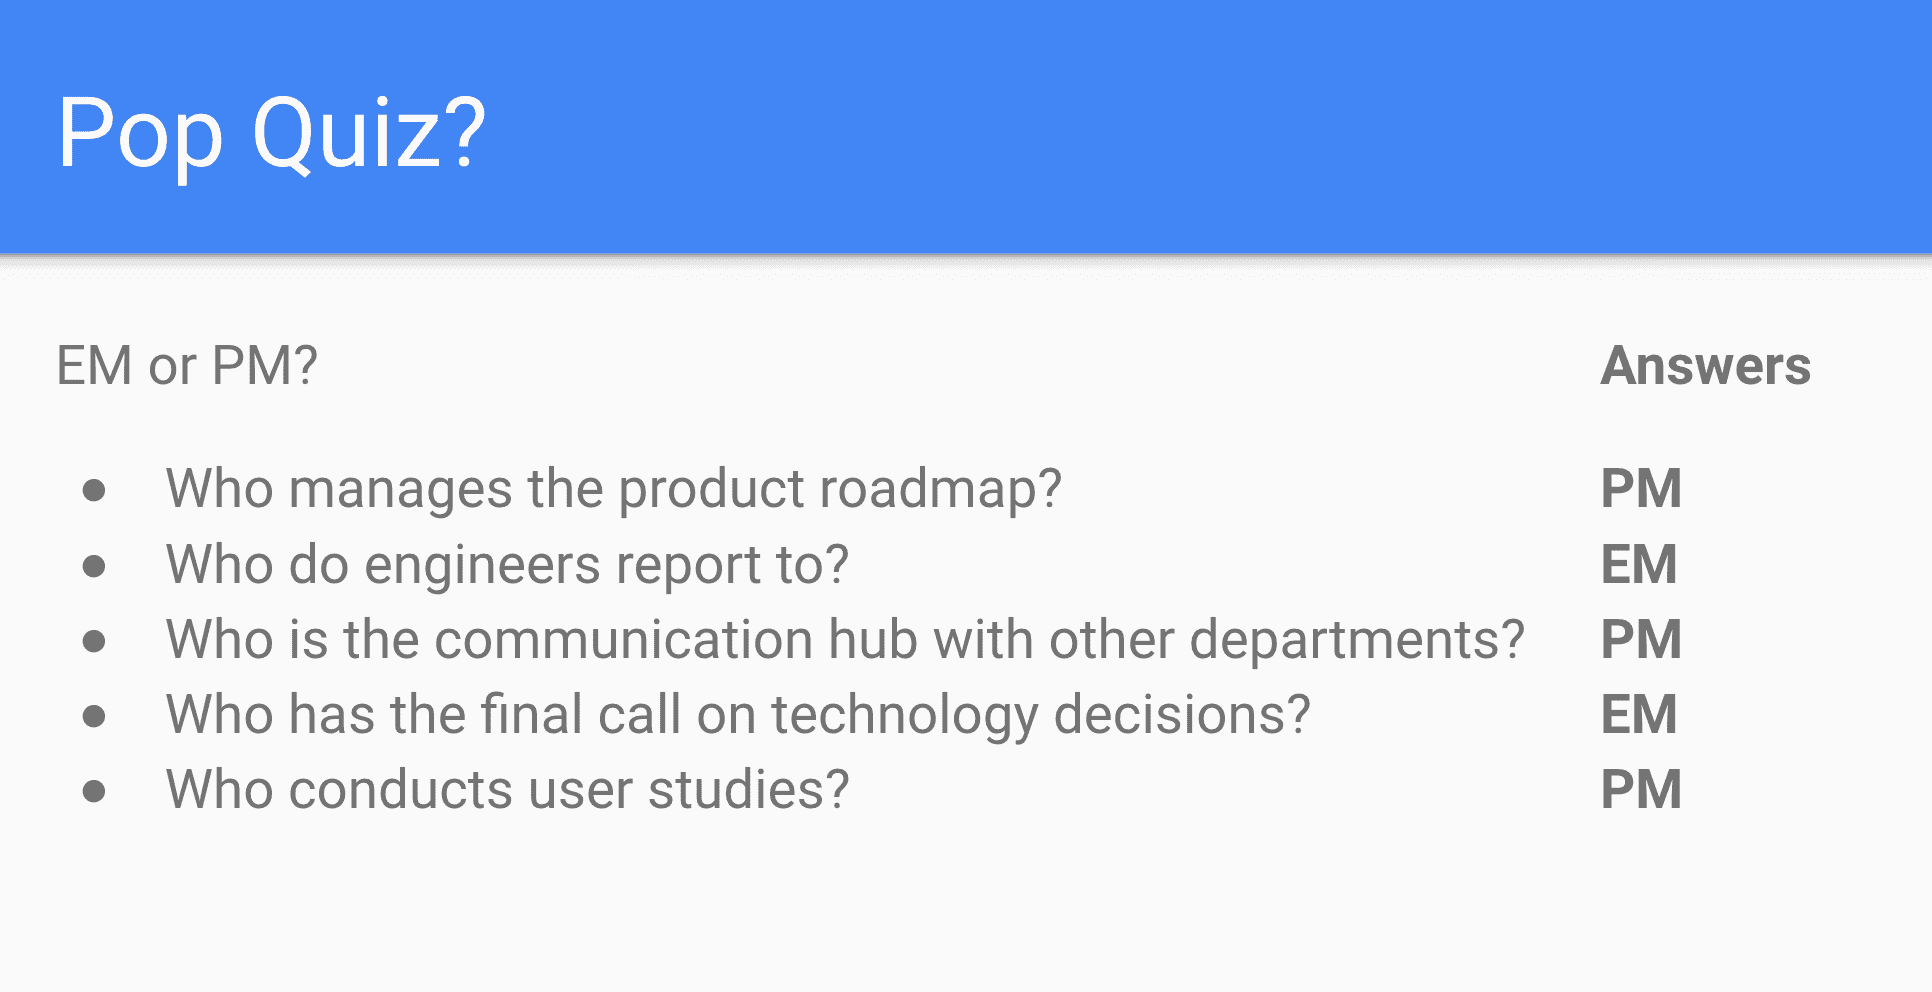 Pop Quiz?
EM or PM? Answers
● Who manages the product roadmap? PM
● Who do engineers report to? EM
● Who is the communication hub with other departments? PM
● Who has the final call on technology decisions? EM
● Who conducts user studies? PM